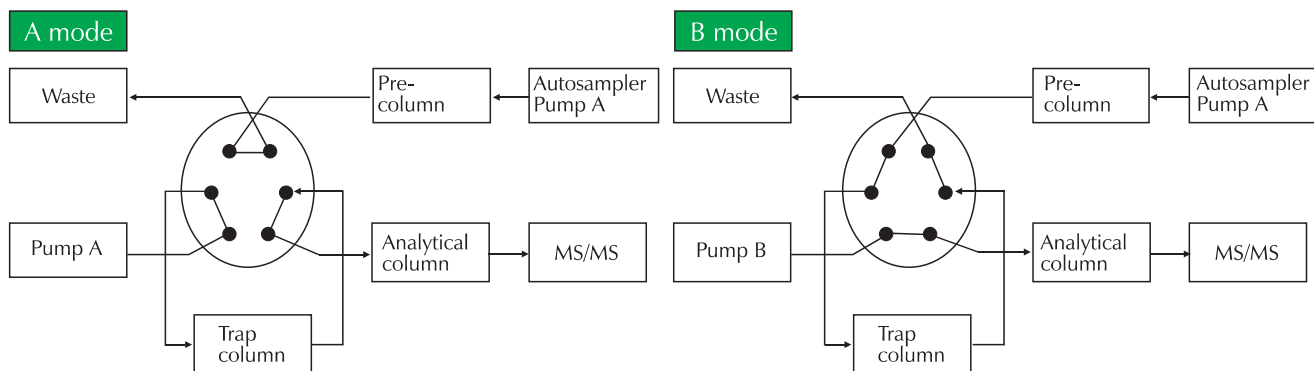 A mode
Waste
Pre-
column
Autosampler
Pump A
Pump A
Analytical
column
MS/MS
Trap
column
B mode
Waste
Pre-
column
Autosampler
Pump A
Pump B
Analytical
column
MS/MS
Trap
column